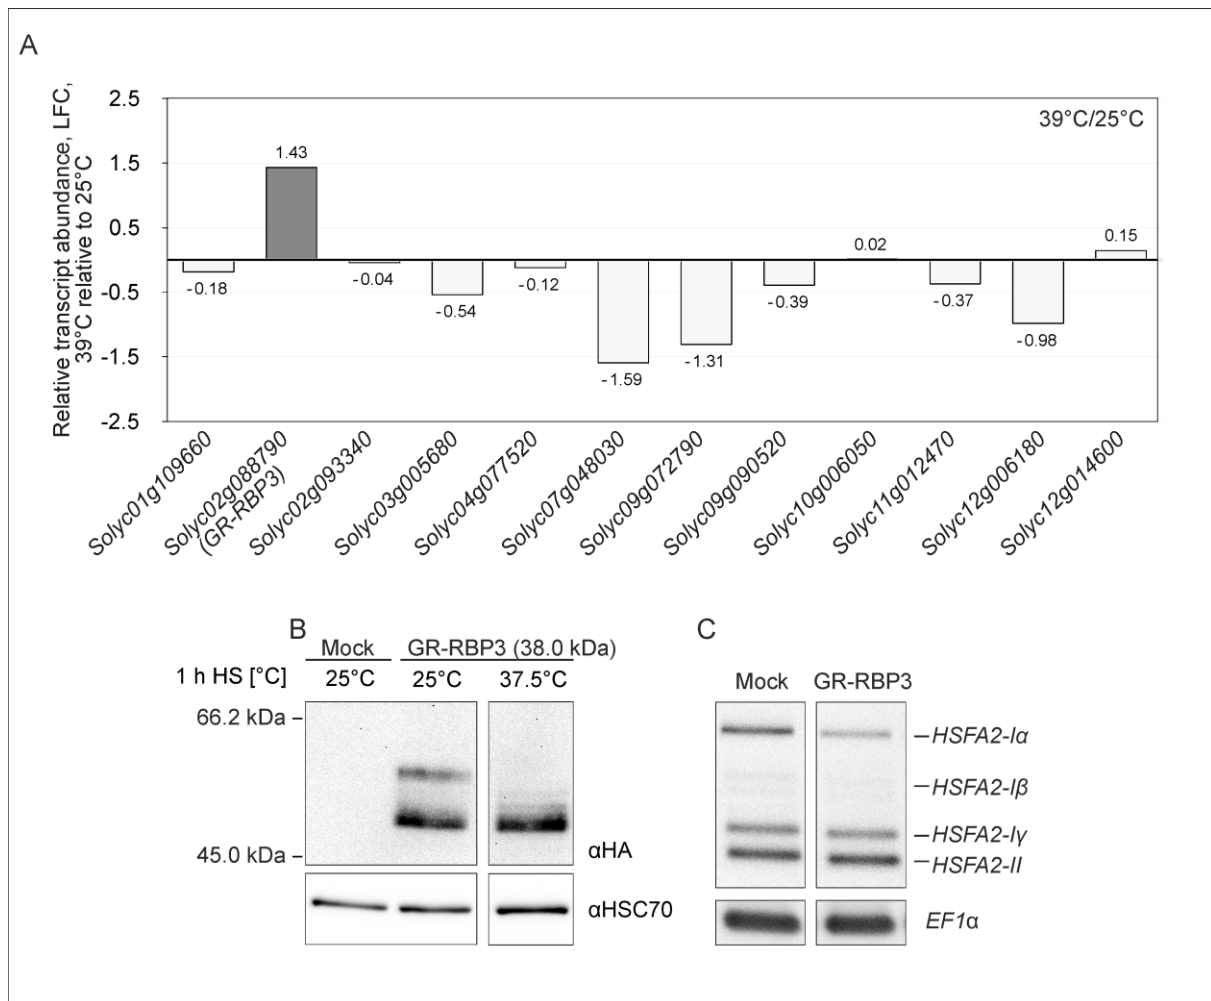 A
Relative transcript abundance, LFC,
39°C relative to 25°C
2.5
1.5
0.5
-0.5
-1.5
-2.5
39°C/25°C
-0.18
1.43
-0.04
-0.54
-0.12
-1.59
-1.31
-0.39
0.02
-0.37
-0.98
0.15
Solyc01g109660
Solyc02g088790
(GR-RBP3)
Solyc02g093340
Solyc03g005680
Solyc04g077520
Solyc07g048030
Solyc09g072790
Solyc09g090520
Solyc10g006050
Solyc11g012470
Solyc12g006180
Solyc12g014600
B
Mock
GR-RBP3 (38.0 kDa)
1 h HS [°C]
25°C
25°C
37.5°C
66.2 kDa
45.0 kDa
αHA
αHSC70
C
Mock
GR-RBP3
HSFA2-Iα
HSFA2-Iβ
HSFA2-Iγ
HSFA2-II
EF1α